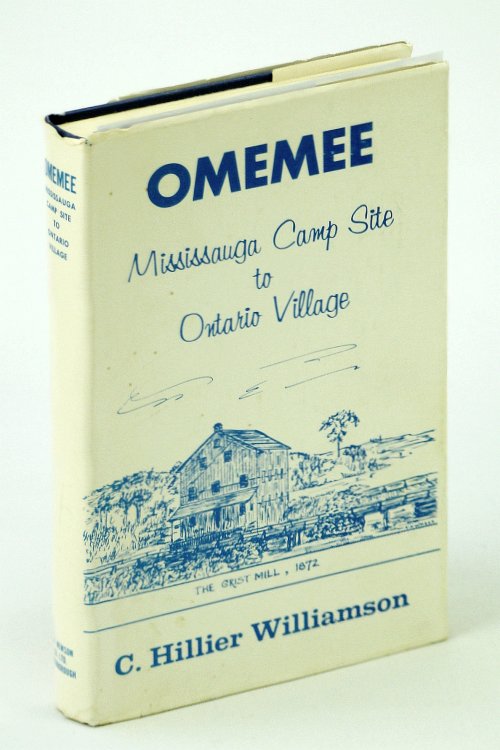 OMEMEE
Mississauga Camp Site
to
Ontario Village
THE GRIST MILL, 1872
C. Hillier Williamson
OMEMEE
MISSISSAUGA
CAMP SITE
TO
ONTARIO
VILLAGE
LTD.